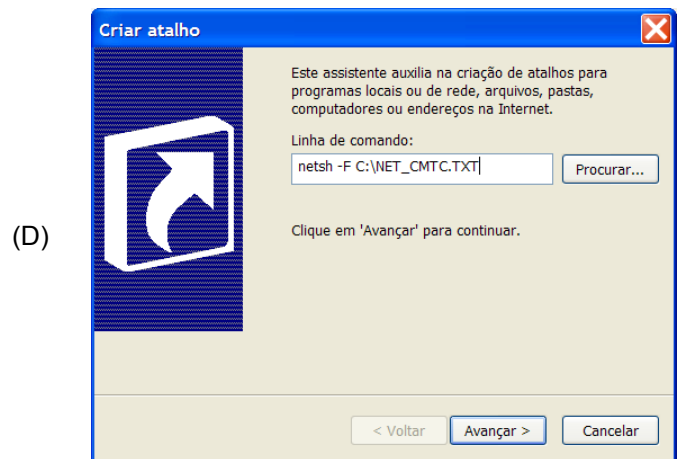 Criar atalho
Este assistente auxilia na criação de atalhos para
programas locais ou de rede, arquivos, pastas,
computadores ou endereços na Internet.
Linha de comando:
netsh -F C:\NET_CMTC.TXT
Procurar...
(D)
Clique em 'Avançar' para continuar.
< Voltar
Avançar >
Cancelar